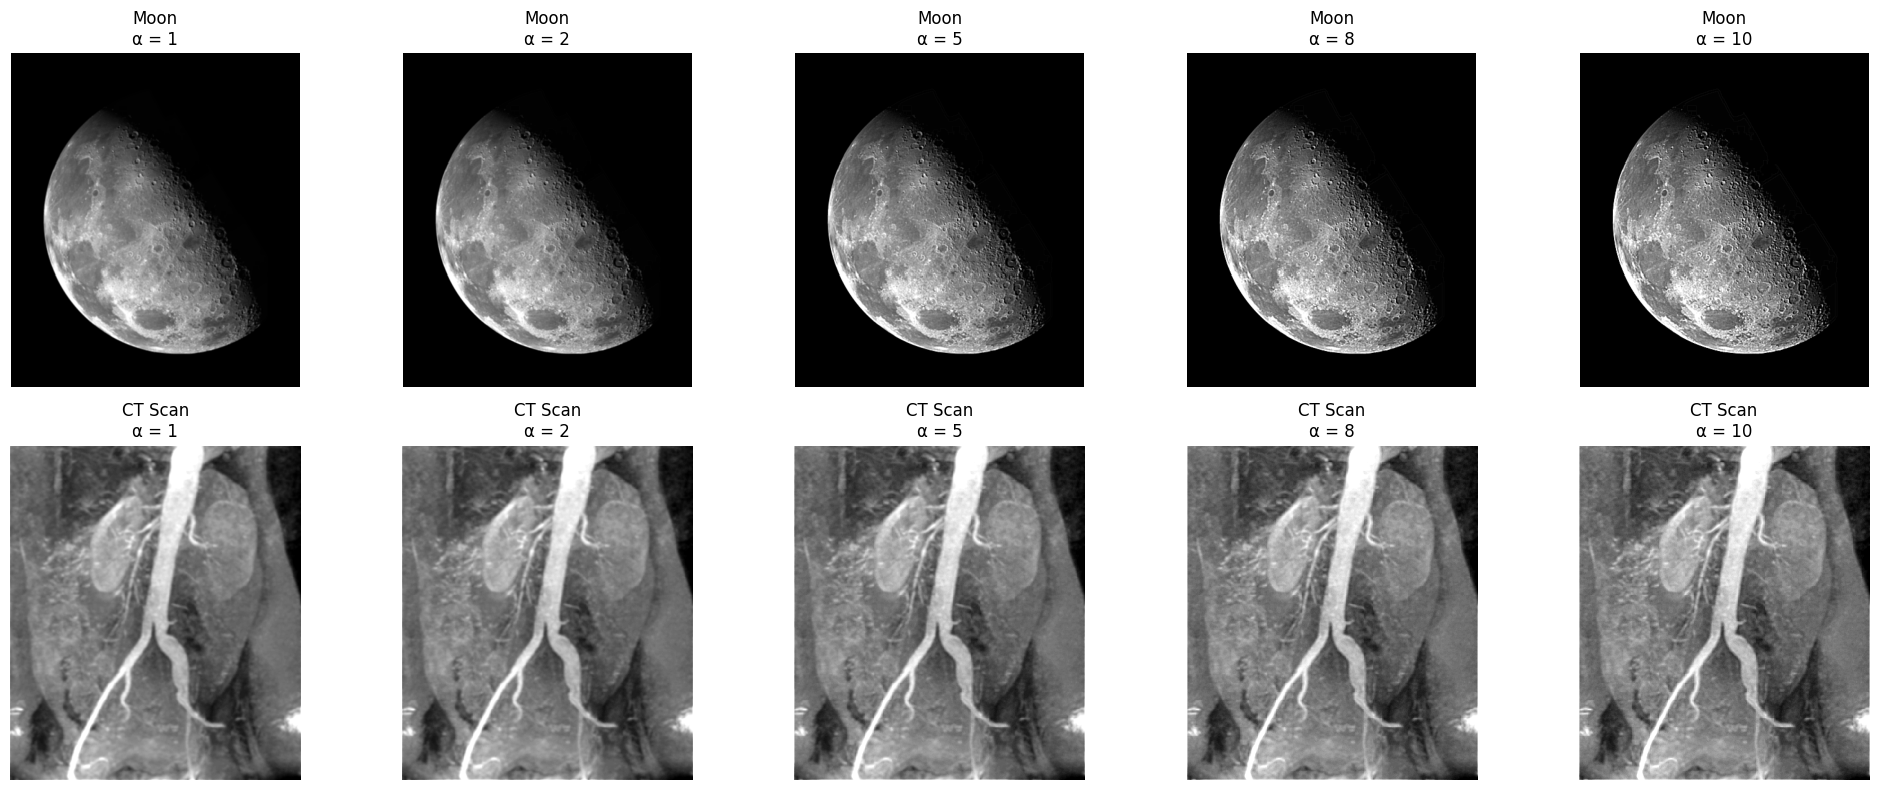 Moon
α = 1
Moon
α = 2
Moon
α = 5
Moon
α = 8
Moon
α = 10
CT Scan
α = 1
CT Scan
α = 2
CT Scan
α = 5
CT Scan
α = 8
CT Scan
α = 10